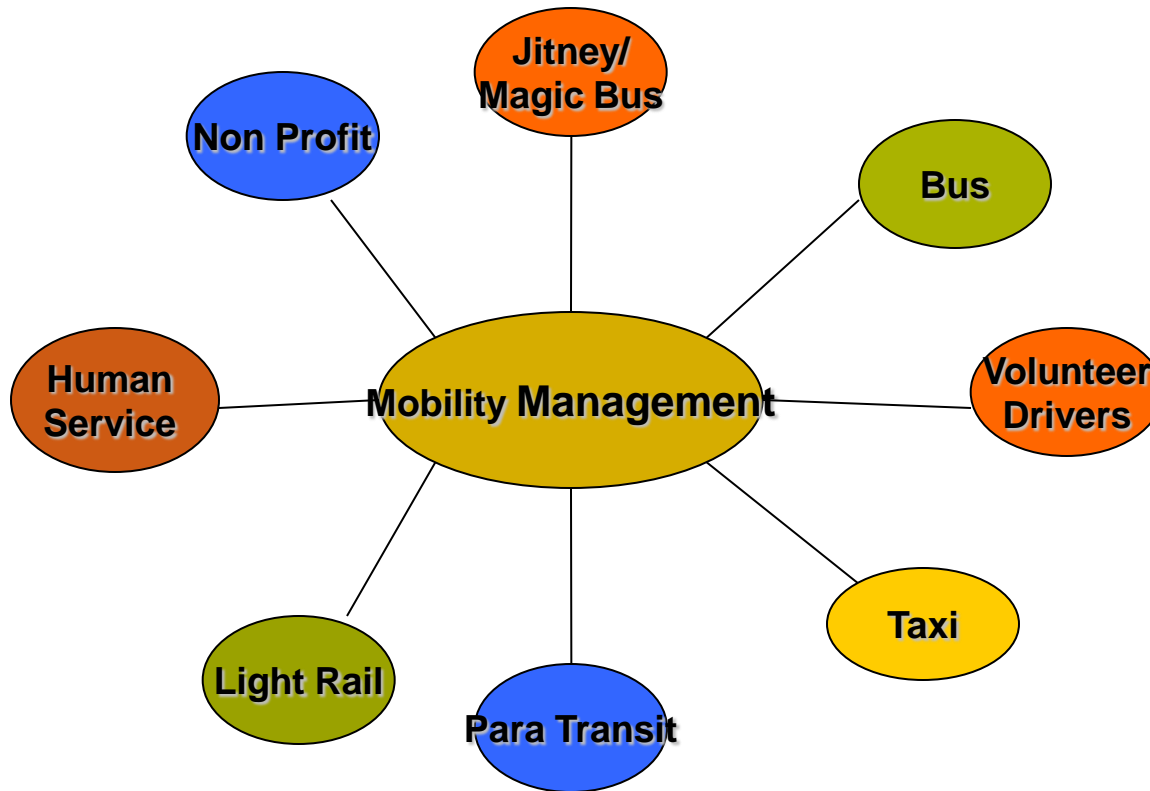 Jitney/
Magic Bus
Non Profit
Bus
Human
Service
Mobility Management
Volunteer
Drivers
Taxi
Light Rail
Para Transit